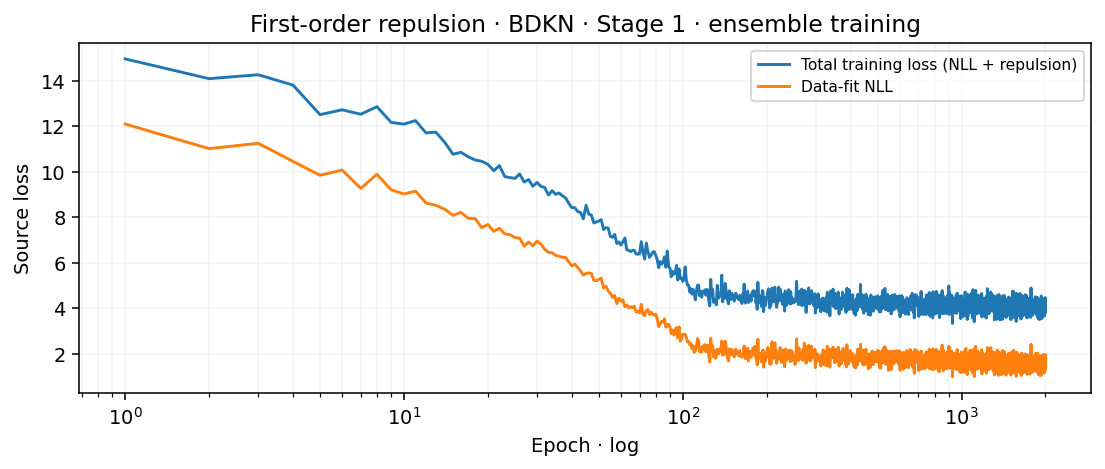 First-order repulsion · BDKN · Stage 1 · ensemble training
Total training loss (NLL + repulsion)
Data-fit NLL
Source loss
14
12
10
8
6
4
2
10⁰
10¹
10²
10³
Epoch · log